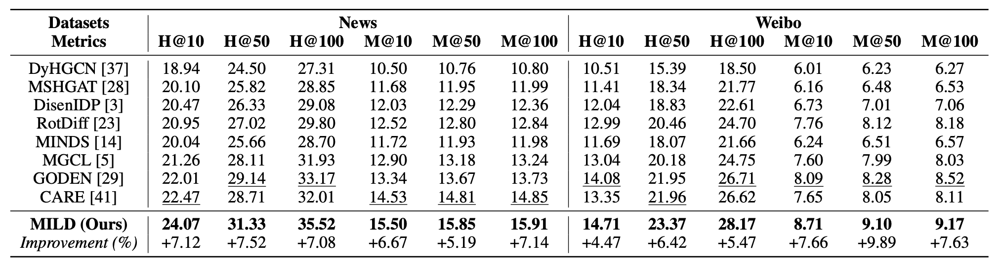 Datasets News Weibo
Metrics H@10 H@50 H@100 M@10 M@50 M@100 H@10 H@50 H@100 M@10 M@50 M@100
DyHGCN [37] 18.94 24.50 27.31 10.50 10.76 10.80 10.51 15.39 18.50 6.01 6.23 6.27
MSHGAT [28] 20.10 25.82 28.85 11.68 11.95 11.99 11.41 18.34 21.77 6.16 6.48 6.53
DisenIDP [3] 20.47 26.33 29.08 12.03 12.29 12.36 12.04 18.83 22.61 6.73 7.01 7.06
RotDiff [23] 20.95 27.02 29.80 12.52 12.80 12.84 12.99 20.46 24.70 7.76 8.12 8.18
MINDS [14] 20.04 25.66 28.70 11.72 11.93 11.98 11.69 18.07 21.66 6.24 6.51 6.57
MGCL [5] 21.26 28.11 31.93 12.90 13.18 13.24 13.04 20.18 24.75 7.60 7.99 8.03
GODEN [29] 22.01 29.14 33.17 13.34 13.67 13.73 14.08 21.95 26.71 8.09 8.28 8.52
CARE [41] 22.47 28.71 32.01 14.53 14.81 14.85 13.35 21.96 26.62 7.65 8.05 8.11
MILD (Ours) 24.07 31.33 35.52 15.50 15.85 15.91 14.71 23.37 28.17 8.71 9.10 9.17
Improvement (%) +7.12 +7.52 +7.08 +6.67 +5.19 +7.14 +4.47 +6.42 +5.47 +7.66 +9.89 +7.63